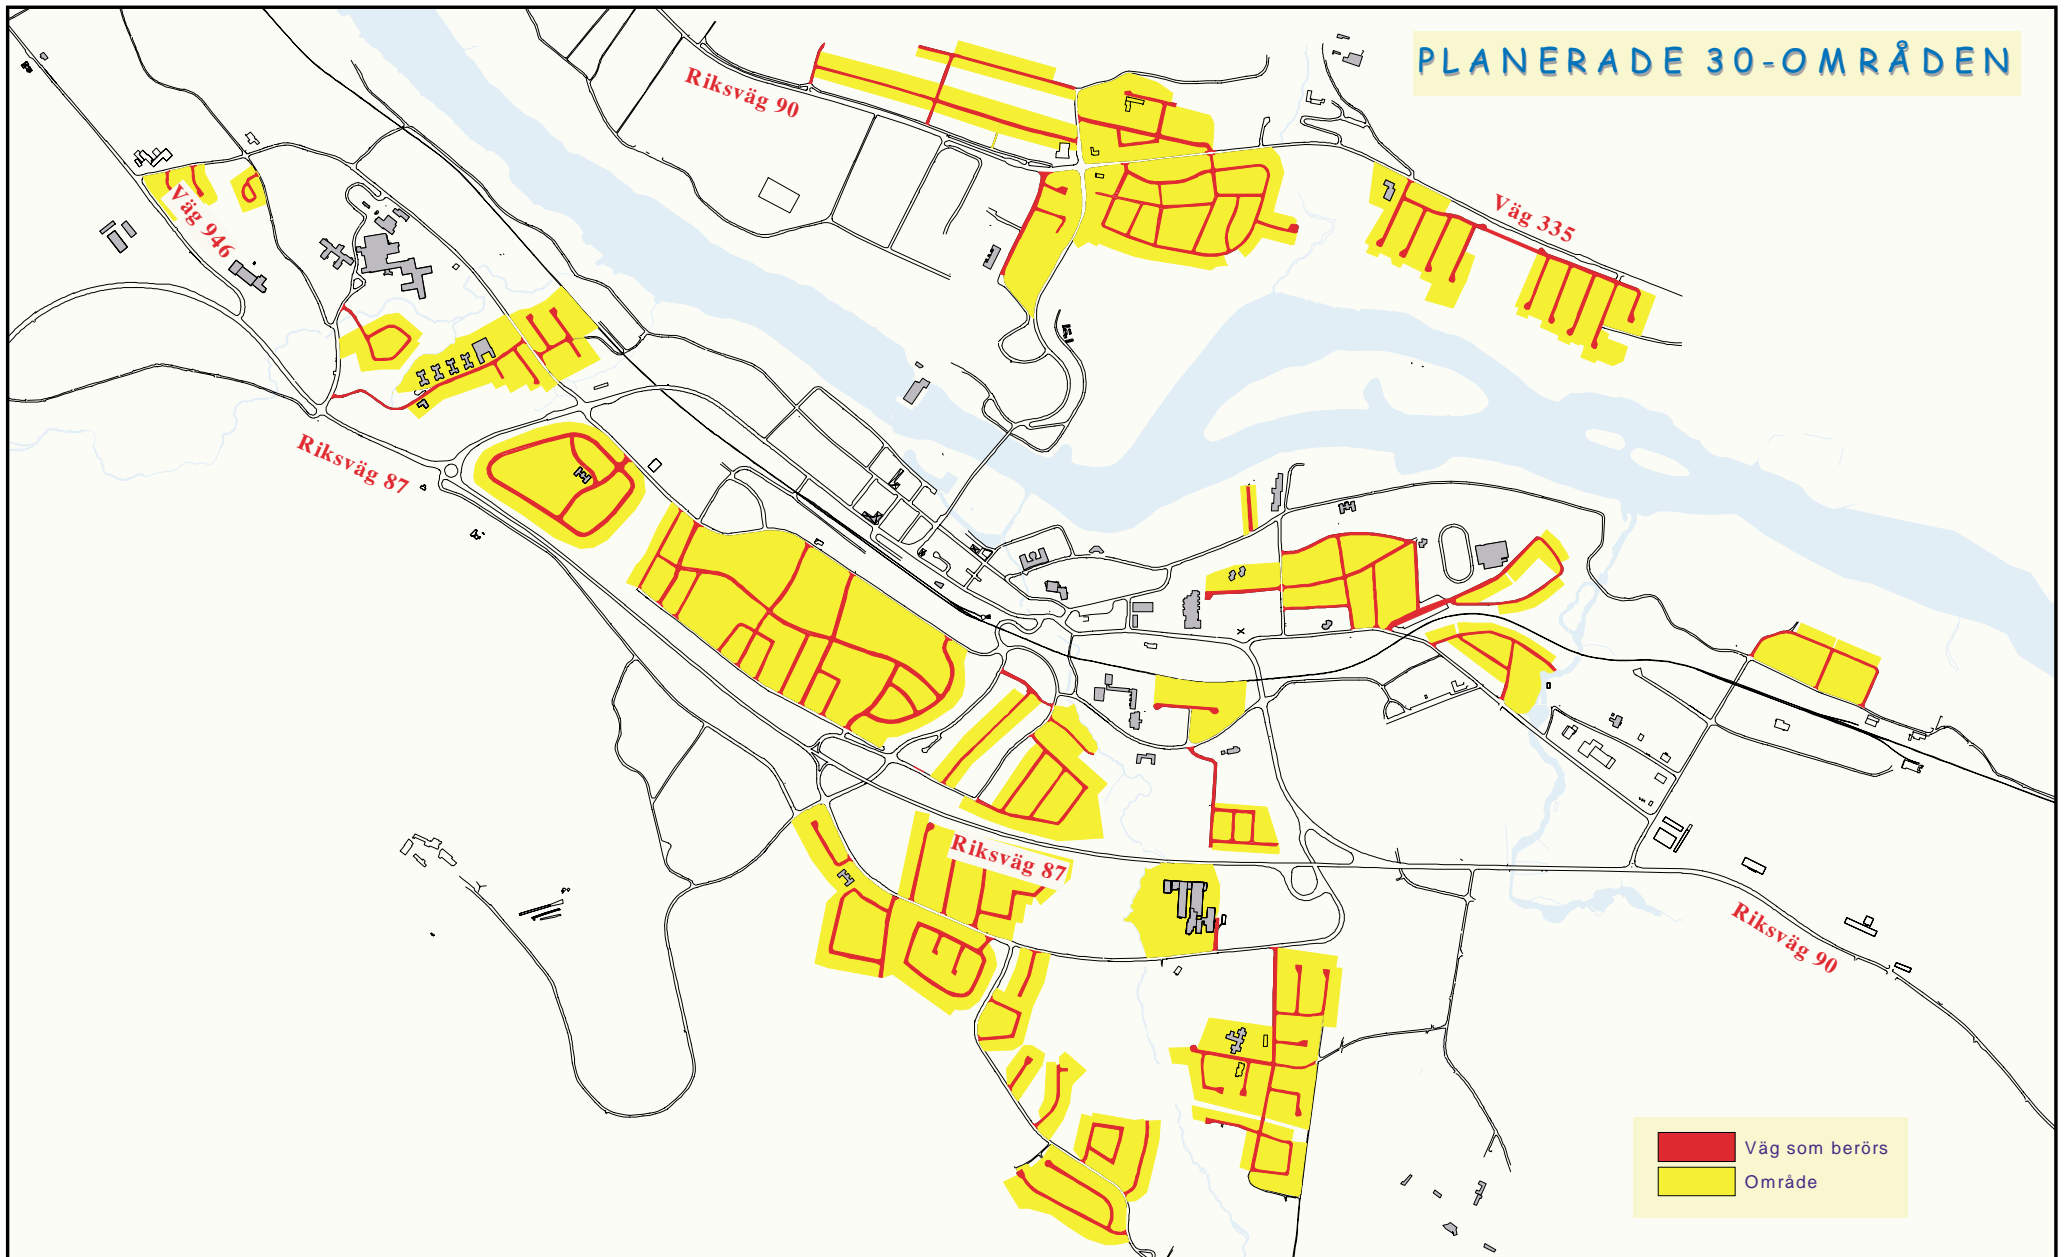 PLANERADE 30-OMRÅDEN
Riksväg 90
Väg 946
Väg 335
Riksväg 87
Riksväg 87
Riksväg 90
Väg som berörs
Område